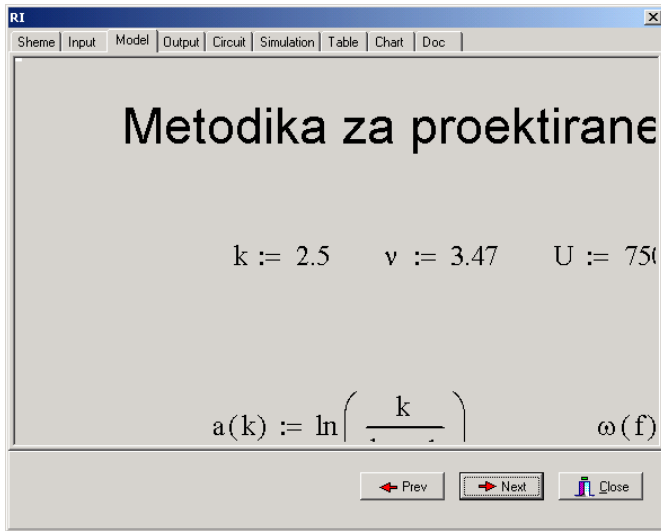 RI
Sheme Input Model Output Circuit Simulation Table Chart Doc
Metodika za proektirane
k := 2.5 ν := 3.47 U := 750
a(k) := ln( k ω(f)
Prev Next Close